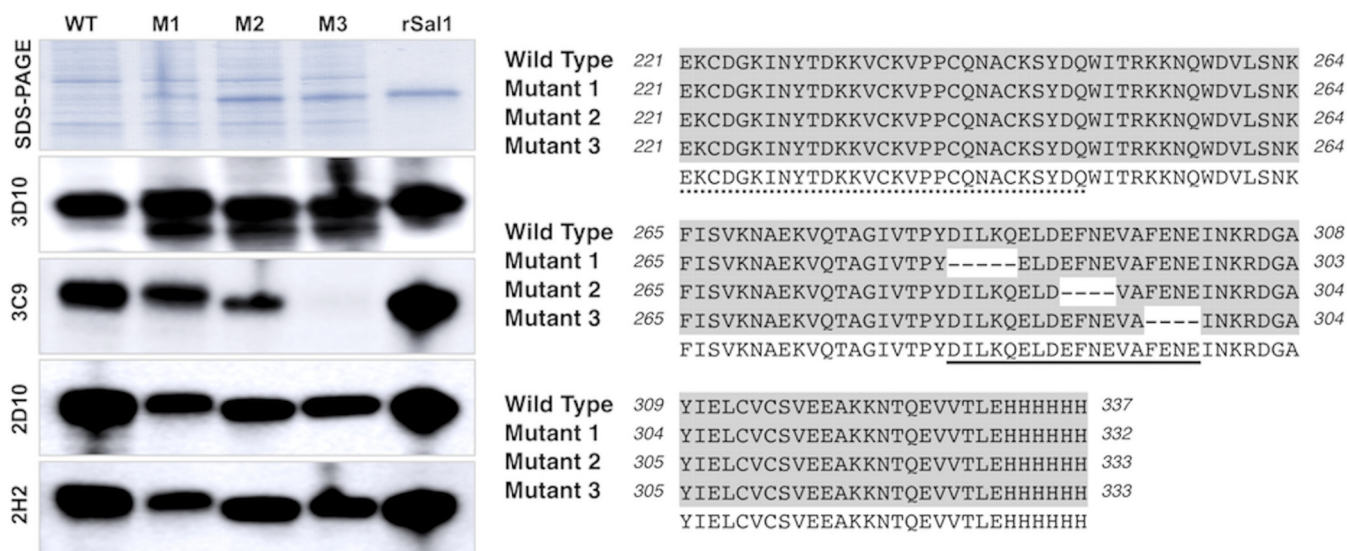 WT M1 M2 M3 rSal1
SDS-PAGE
3D10
3C9
2D10
2H2
Wild Type 221 EKCDGKINYTDKKVCKVPPCQNACKSYDQWITRKKNQWDVLSNK 264
Mutant 1 221 EKCDGKINYTDKKVCKVPPCQNACKSYDQWITRKKNQWDVLSNK 264
Mutant 2 221 EKCDGKINYTDKKVCKVPPCQNACKSYDQWITRKKNQWDVLSNK 264
Mutant 3 221 EKCDGKINYTDKKVCKVPPCQNACKSYDQWITRKKNQWDVLSNK 264
EKCDGKINYTDKKVCKVPPCQNACKSYDQWITRKKNQWDVLSNK
Wild Type 265 FISVKNAEKVQTAGIVTPYDILKQELDEFNEVAFENEINKRDGA 308
Mutant 1 265 FISVKNAEKVQTAGIVTPY-----ELDEFNEVAFENEINKRDGA 303
Mutant 2 265 FISVKNAEKVQTAGIVTPYDILKQELD----VAFENEINKRDGA 304
Mutant 3 265 FISVKNAEKVQTAGIVTPYDILKQELDEFNEVA----INKRDGA 304
FISVKNAEKVQTAGIVTPYDILKQELDEFNEVAFENEINKRDGA
Wild Type 309 YIELCVCSVEEAKKNTQEVVTLEHHHHHH 337
Mutant 1 304 YIELCVCSVEEAKKNTQEVVTLEHHHHHH 332
Mutant 2 305 YIELCVCSVEEAKKNTQEVVTLEHHHHHH 333
Mutant 3 305 YIELCVCSVEEAKKNTQEVVTLEHHHHHH 333
YIELCVCSVEEAKKNTQEVVTLEHHHHHH